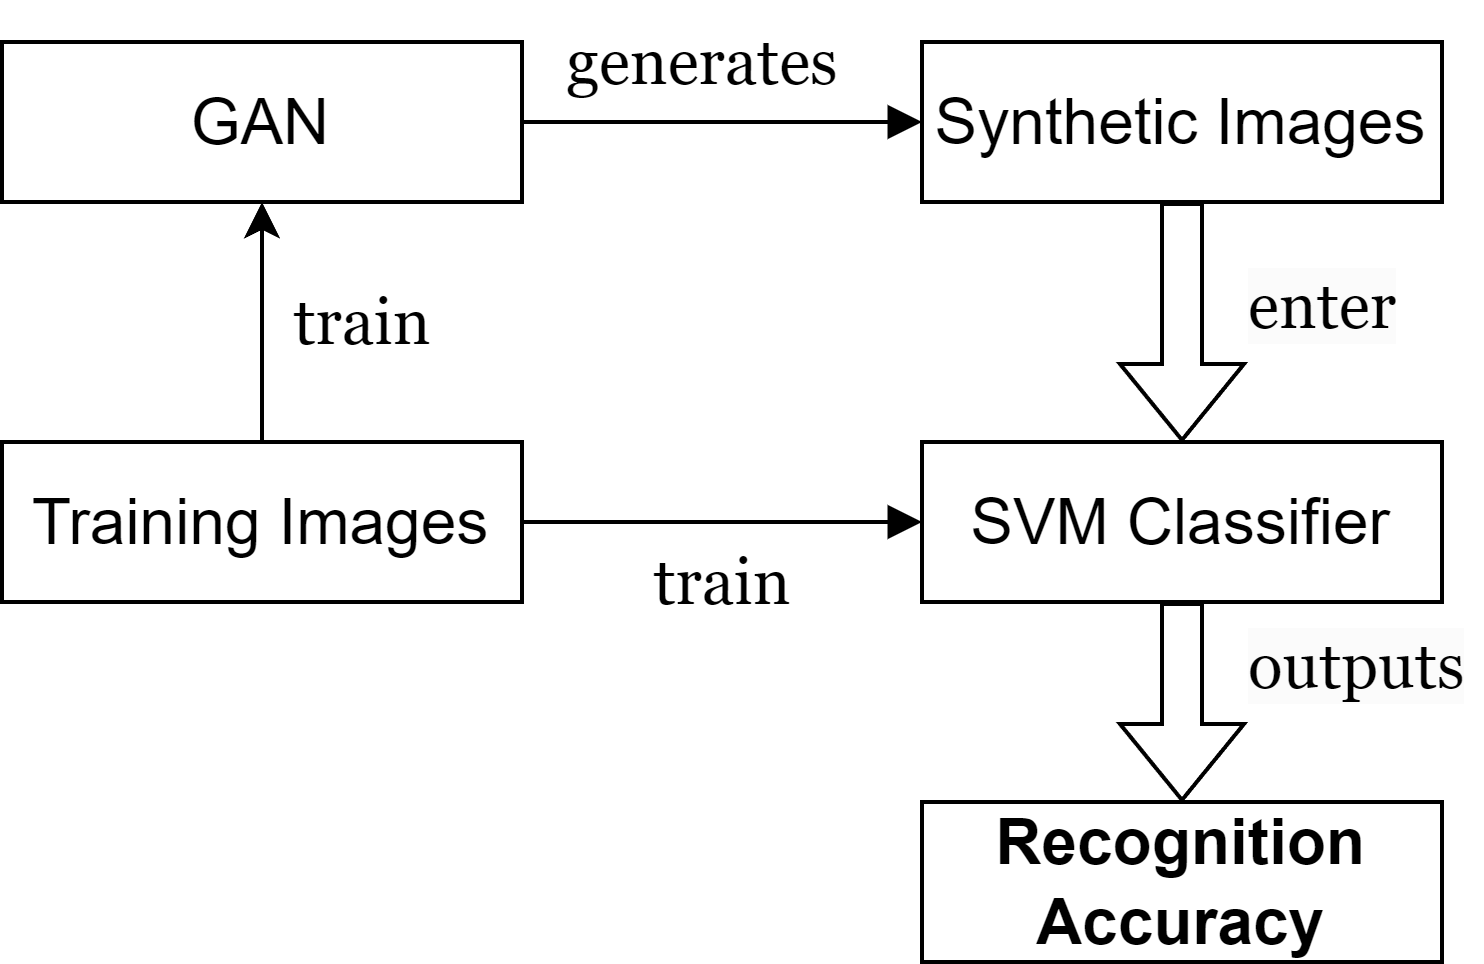 generates
GAN
Synthetic Images
train
enter
Training Images
SVM Classifier
train
outputs
Recognition
Accuracy